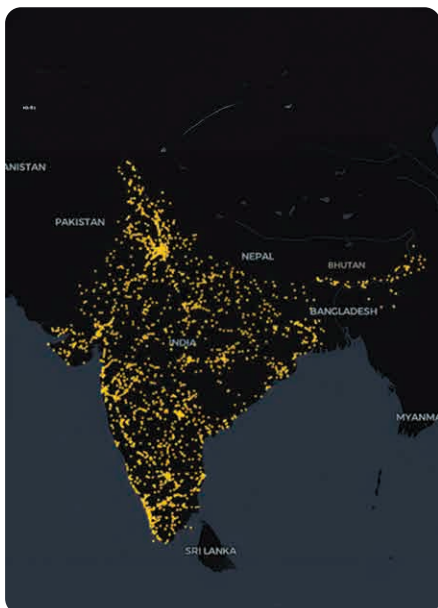 ANISTAN
PAKISTAN
NEPAL
BHUTAN
BANGLADESH
INDIA
MYANMA
SRI LANKA